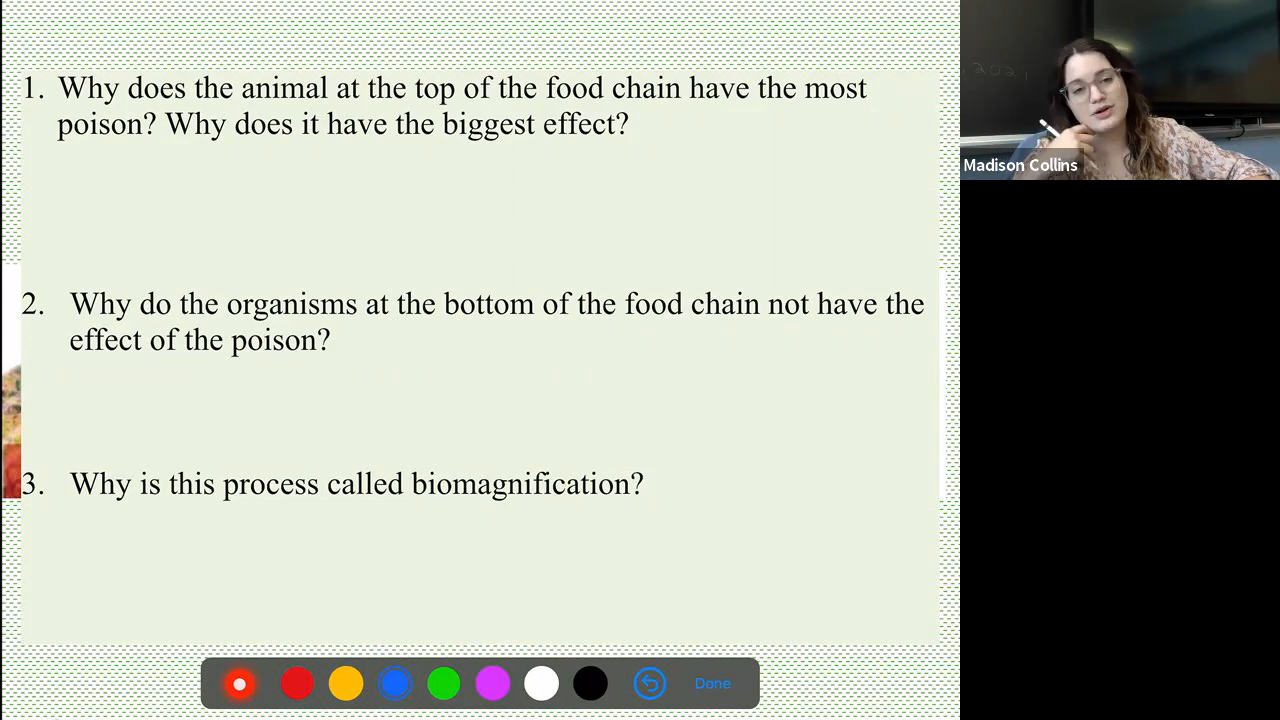 1. Why does the animal at the top of the food chain have the most
poison? Why does it have the biggest effect?
2. Why do the organisms at the bottom of the food chain not have the
effect of the poison?
3. Why is this process called biomagnification?
Done
2021
Madison Collins